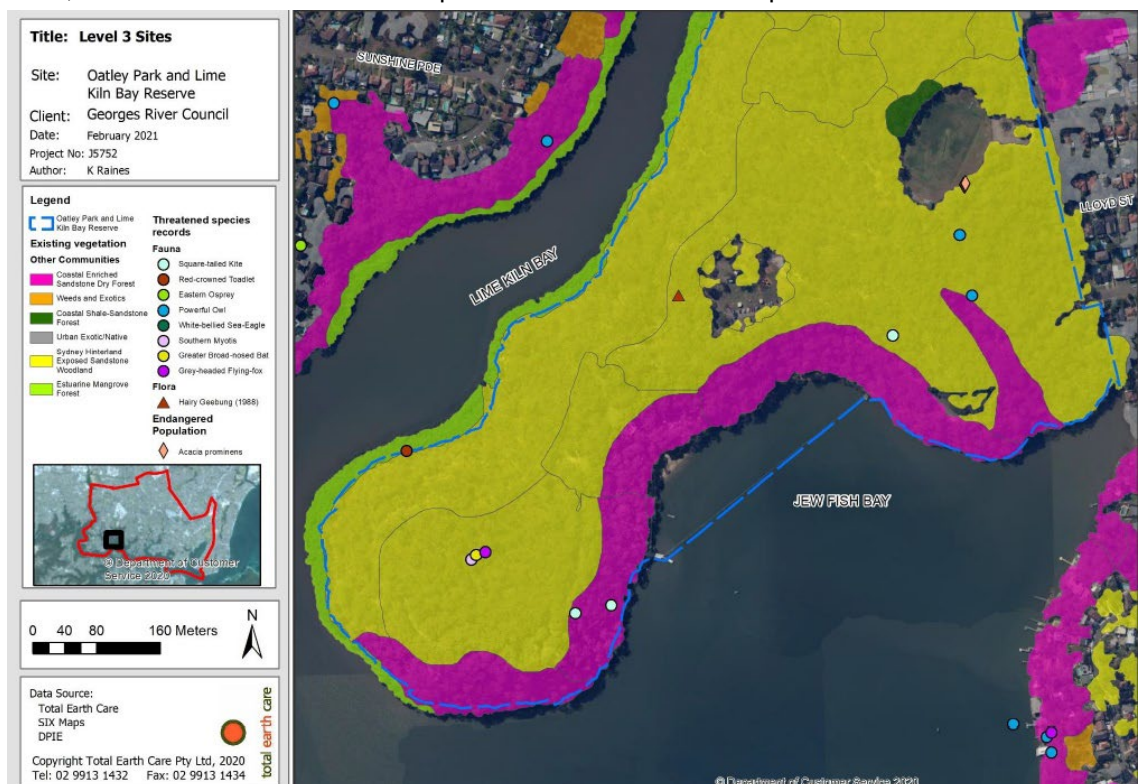 Title: Level 3 Sites
Site: Oatley Park and Lime
Kiln Bay Reserve
Client: Georges River Council
Date: February 2021
Project No: J5752
Author: K Raines
Legend
Oatley Park and Lime
Kiln Bay Reserve
Existing vegetation
Other Communities
Coastal Enriched
Sandstone Dry Forest
Weeds and Exotics
Coastal Shale-Sandstone
Forest
Urban Exotic/Native
Sydney Hinterland
Exposed Sandstone
Woodland
Estuarine Mangrove
Forest
Threatened species
records
Fauna
Square-tailed Kite
Red-crowned Toadlet
Eastern Osprey
Powerful Owl
White-bellied Sea-Eagle
Southern Myotis
Greater Broad-nosed Bat
Grey-headed Flying-fox
Flora
Hairy Geebung (1988)
Endangered
Population
Acacia prominens
© Department of Customer
Service 2020
0 40 80 160 Meters
N
Data Source:
Total Earth Care
SIX Maps
DPIE
Copyright Total Earth Care Pty Ltd, 2020
Tel: 02 9913 1432 Fax: 02 9913 1434
total earth care
SUNSHINE PDE
LIME KILN BAY
LLOYD ST
JEW FISH BAY
© Department of Customer Service 2020